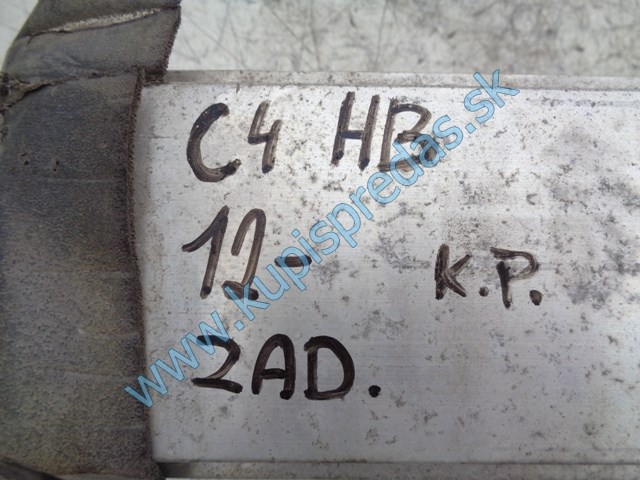 C4 HB
12-
K.P.
ZAD.
www.kupispredas.sk